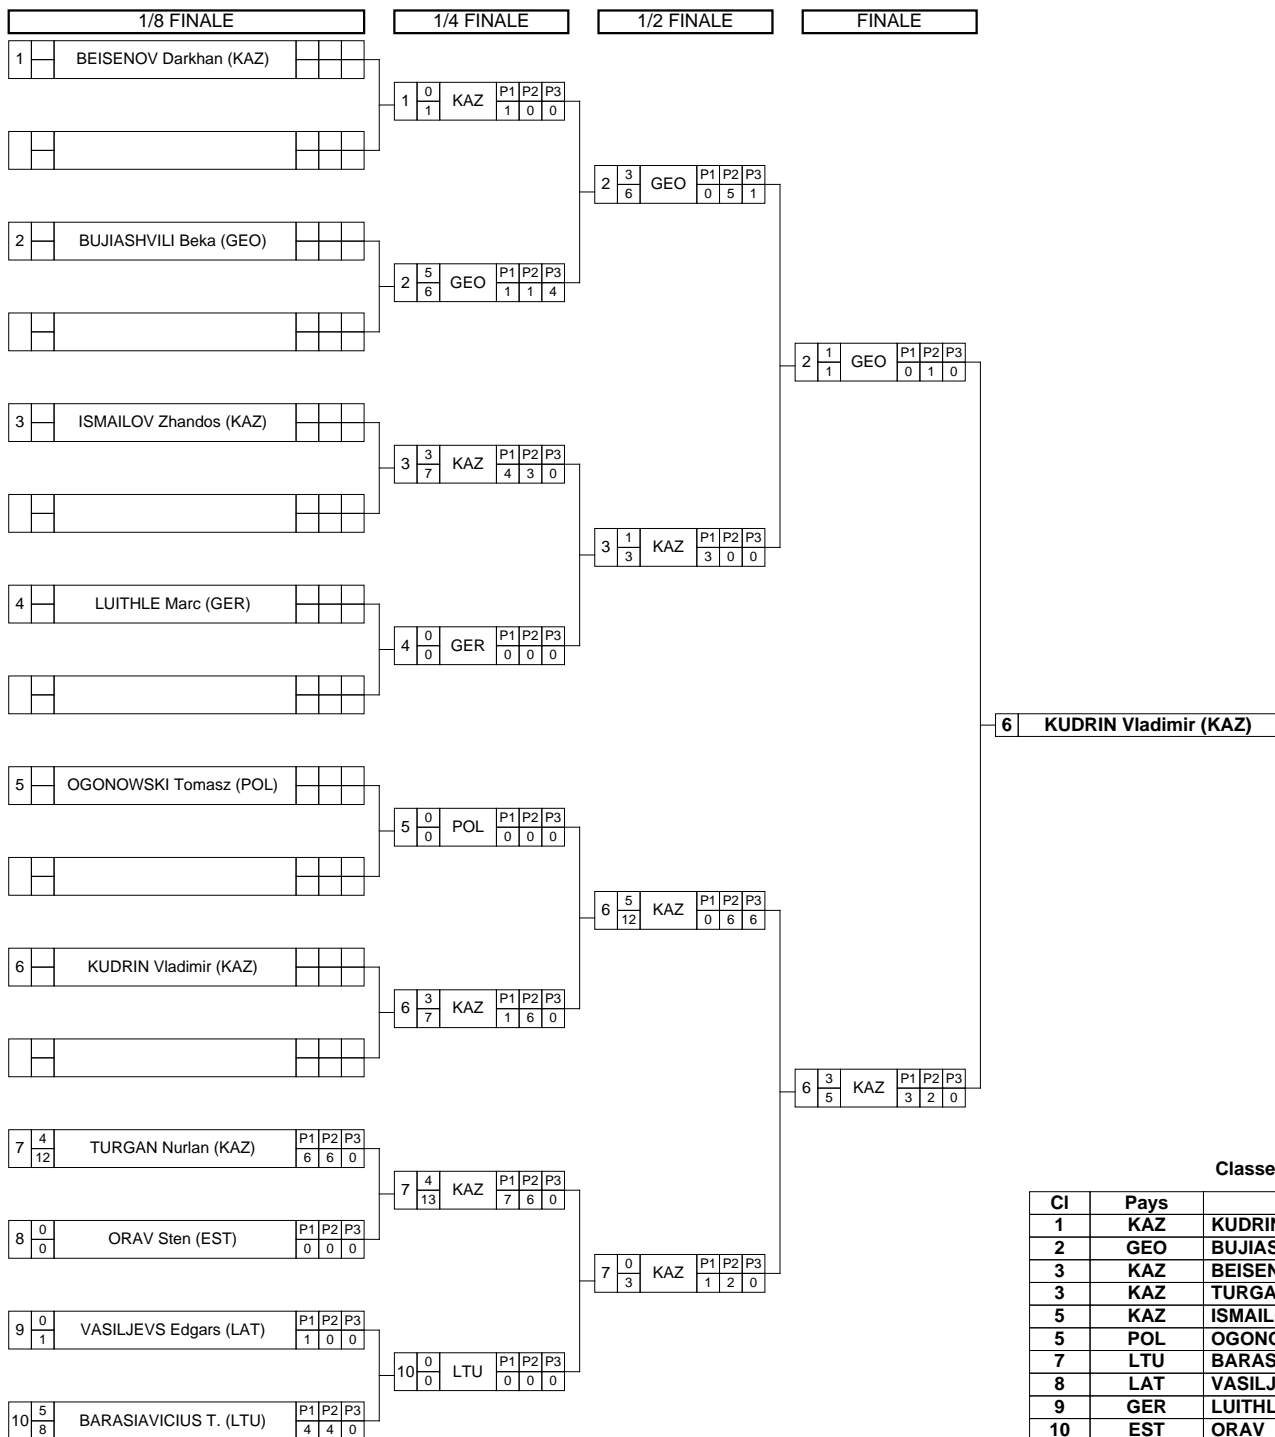 1/8 FINALE 1/4 FINALE 1/2 FINALE FINALE
1 BEISENOV Darkhan (KAZ)
1 0 1 KAZ P1 P2 P3 1 0 0
2 3 6 GEO P1 P2 P3 0 5 1
2 BUJIASHVILI Beka (GEO)
2 5 6 GEO P1 P2 P3 1 1 4
2 1 1 GEO P1 P2 P3 0 1 0
3 ISMAILOV Zhandos (KAZ)
3 3 7 KAZ P1 P2 P3 4 3 0
3 1 3 KAZ P1 P2 P3 3 0 0
4 LUITHLE Marc (GER)
4 0 0 GER P1 P2 P3 0 0 0
6 KUDRIN Vladimir (KAZ)
5 OGONOWSKI Tomasz (POL)
5 0 0 POL P1 P2 P3 0 0 0
6 5 12 KAZ P1 P2 P3 0 6 6
6 KUDRIN Vladimir (KAZ)
6 3 7 KAZ P1 P2 P3 1 6 0
6 3 5 KAZ P1 P2 P3 3 2 0
7 4 12 TURGAN Nurlan (KAZ) P1 P2 P3 6 6 0
7 4 13 KAZ P1 P2 P3 7 6 0
8 0 0 ORAV Sten (EST) P1 P2 P3 0 0 0
7 0 3 KAZ P1 P2 P3 1 2 0
9 0 1 VASILJEVS Edgars (LAT) P1 P2 P3 1 0 0
10 0 0 LTU P1 P2 P3 0 0 0
10 5 8 BARASIAVICIUS T. (LTU) P1 P2 P3 4 4 0
Classe
Cl Pays
1 KAZ KUDRIN
2 GEO BUJIAS
3 KAZ BEISEN
3 KAZ TURGA
5 KAZ ISMAIL
5 POL OGONO
7 LTU BARAS
8 LAT VASILJ
9 GER LUITHL
10 EST ORAV